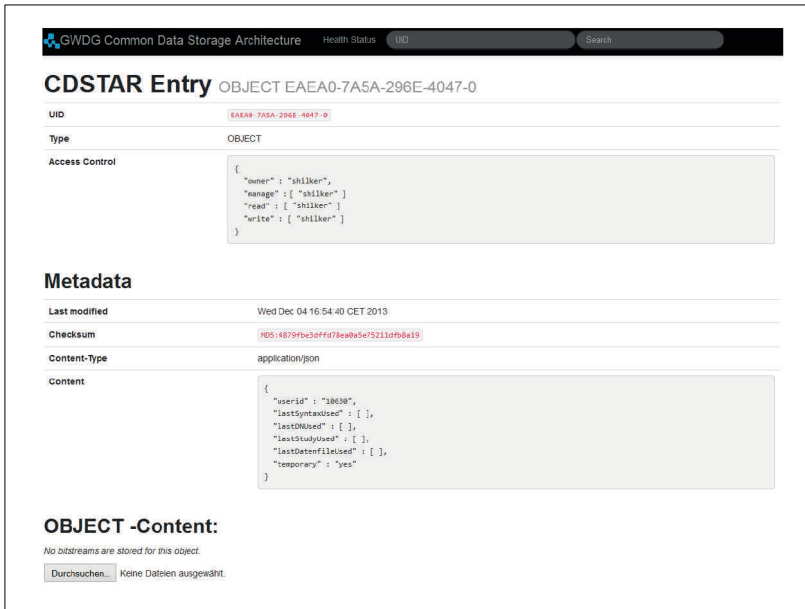 GWDG Common Data Storage Architecture Health Status UID Search
CDSTAR Entry OBJECT EAEA0-7A5A-296E-4047-0
UID EAEA0-7A5A-296E-4047-0
Type OBJECT
Access Control
{
"owner" : "shilker",
"manage" : [ "shilker" ]
"read" : [ "shilker" ]
"write" : [ "shilker" ]
}
Metadata
Last modified Wed Dec 04 16:54:40 CET 2013
Checksum MD5:4879fbe3dffd78ea0a5e75211dfb8a19
Content-Type application/json
Content
{
"userid" : "10630",
"lastSyntaxUsed" : [ ],
"lastDNUsed" : [ ],
"lastStudyUsed" : [ ],
"lastDatenfileUsed" : [ ],
"temporary" : "yes"
}
OBJECT -Content:
No bitstreams are stored for this object.
Durchsuchen... Keine Dateien ausgewählt.